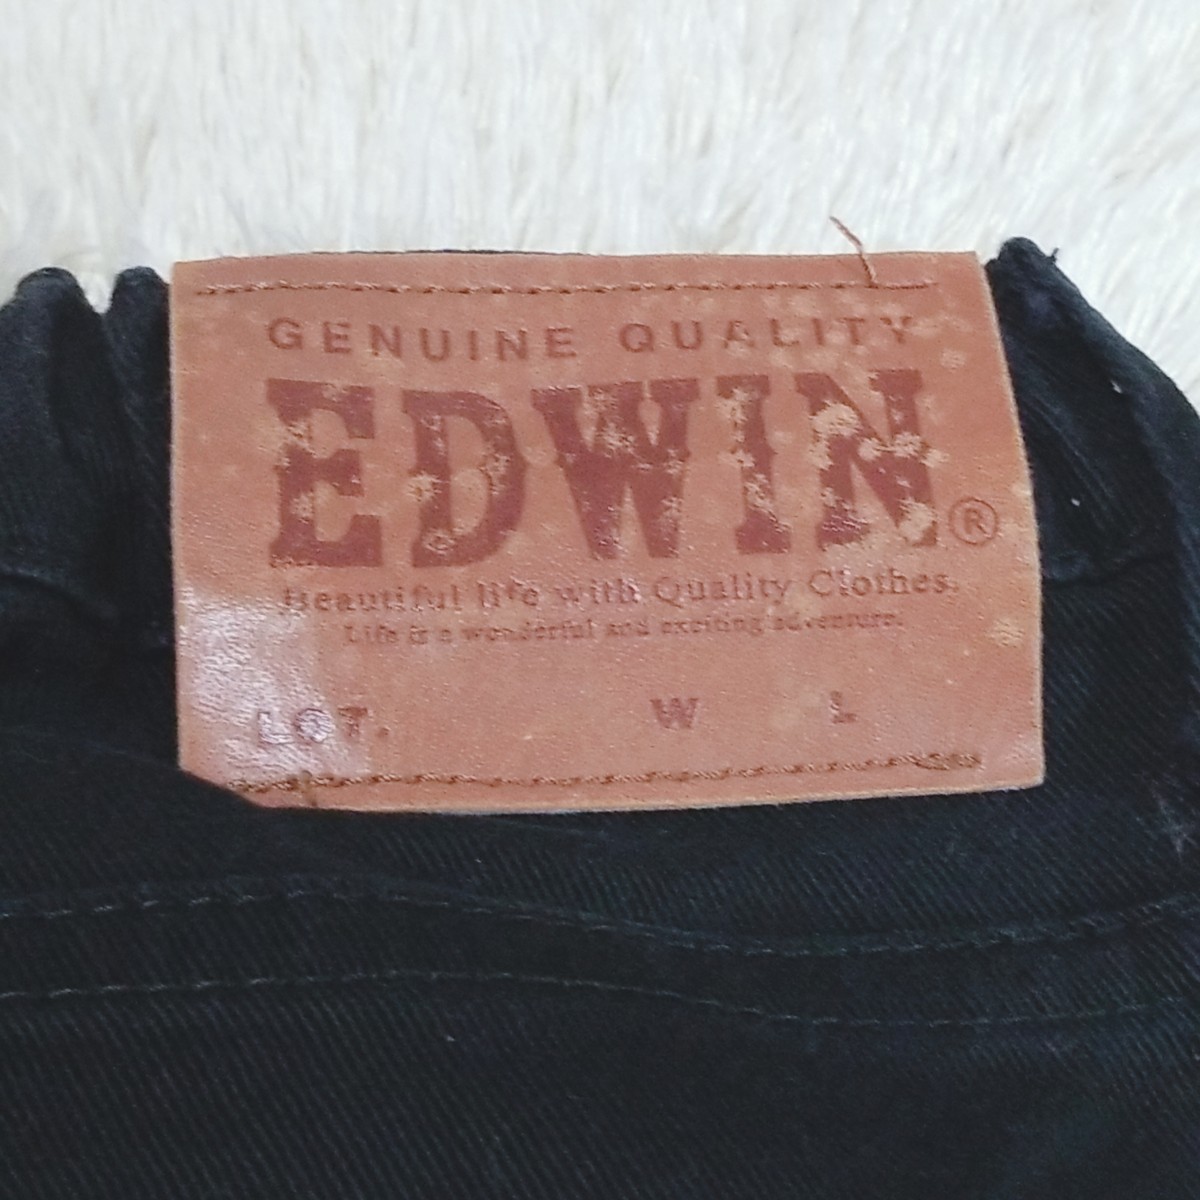 GENUINE QUALITY
EDWIN®
Beautiful life with Quality Clothes.
Life is a wonderful and exciting adventure.
LOT. W L